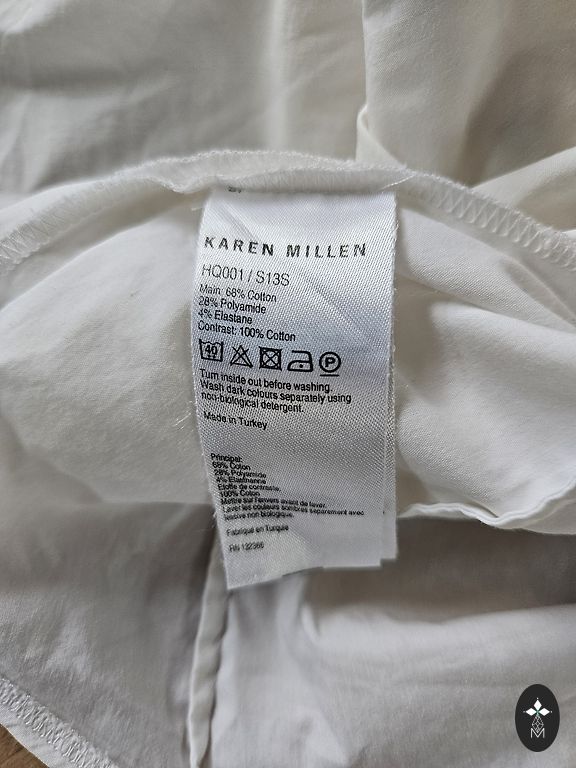 KAREN MILLEN
HQ001 / S13S
Main: 68% Cotton
28% Polyamide
4% Elastane
Contrast: 100% Cotton
40 P
Turn inside out before washing.
Wash dark colours separately using
non-biological detergent.
Made in Turkey
Principal:
68% Coton
28% Polyamide
4% Elasthanne
Etoffe de contraste:
100% Coton
Mettre sur l'envers avant de laver.
Laver les couleurs sombres separement avec
lessive non biologique.
Fabriqué en Turquie
RN 132366
M